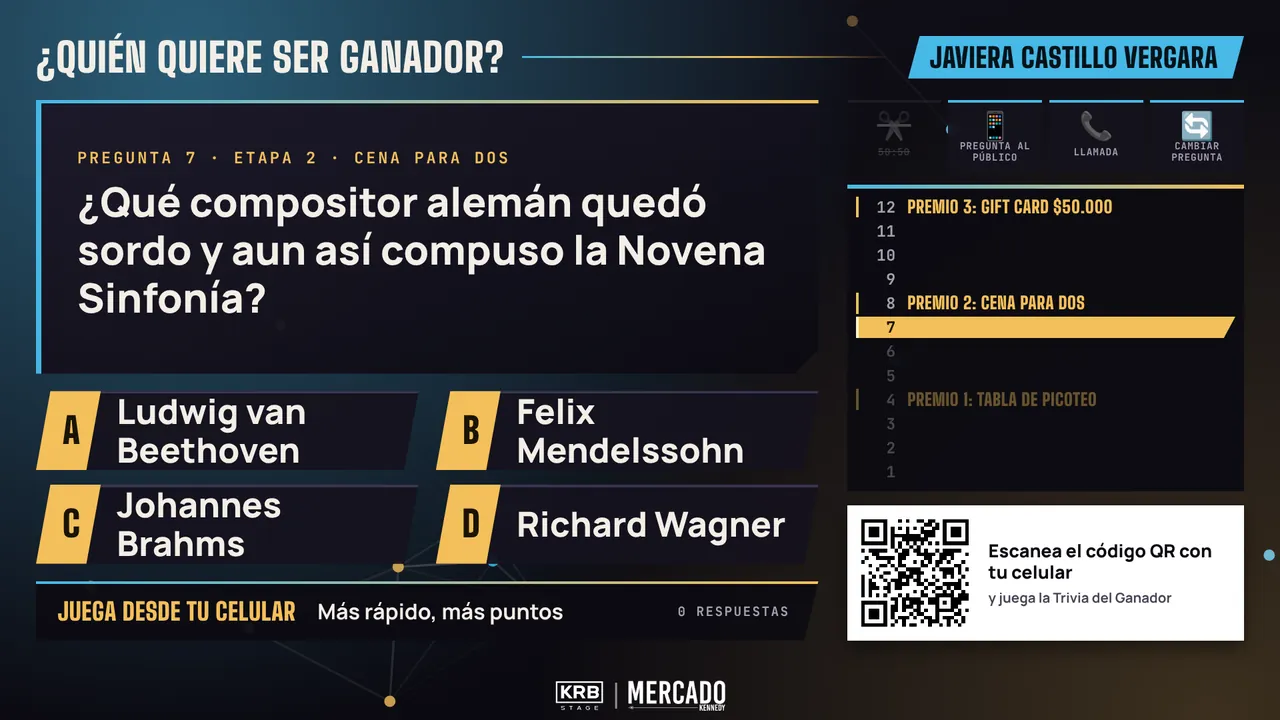 ¿QUIÉN QUIERE SER GANADOR?
JAVIERA CASTILLO VERGARA
PREGUNTA 7 · ETAPA 2 · CENA PARA DOS
¿Qué compositor alemán quedó
sordo y aun así compuso la Novena
Sinfonía?
A Ludwig van
Beethoven
B Felix
Mendelssohn
C Johannes
Brahms
D Richard Wagner
JUEGA DESDE TU CELULAR Más rápido, más puntos 0 RESPUESTAS
50:50
PREGUNTA AL
PÚBLICO
LLAMADA
CAMBIAR
PREGUNTA
12 PREMIO 3: GIFT CARD $50.000
11
10
9
8 PREMIO 2: CENA PARA DOS
7
6
5
4 PREMIO 1: TABLA DE PICOTEO
3
2
1
Escanea el código QR con
tu celular
y juega la Trivia del Ganador
KRB
STAGE
MERCADO
KENNEDY